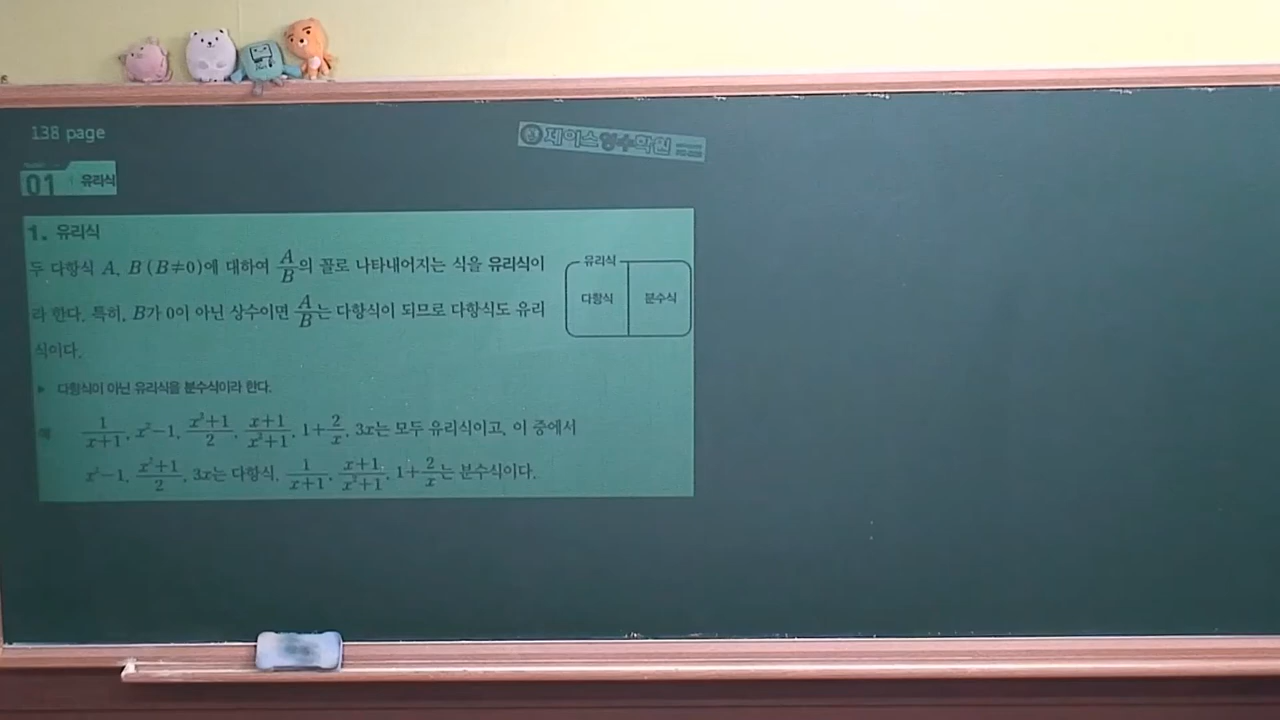 138 page
제이스영수학원
01 유리식
1. 유리식
두 다항식 A, B (B≠0)에 대하여 A/B의 꼴로 나타내어지는 식을 유리식이
라 한다. 특히, B가 0이 아닌 상수이면 A/B는 다항식이 되므로 다항식도 유리
식이다.
유리식
다항식 분수식
▶ 다항식이 아닌 유리식을 분수식이라 한다.
1/(x+1), x²−1, (x²+1)/2, (x+1)/(x²+1), 1+2/x, 3x는 모두 유리식이고, 이 중에서
x²−1, (x²+1)/2, 3x는 다항식, 1/(x+1), (x+1)/(x²+1), 1+2/x는 분수식이다.